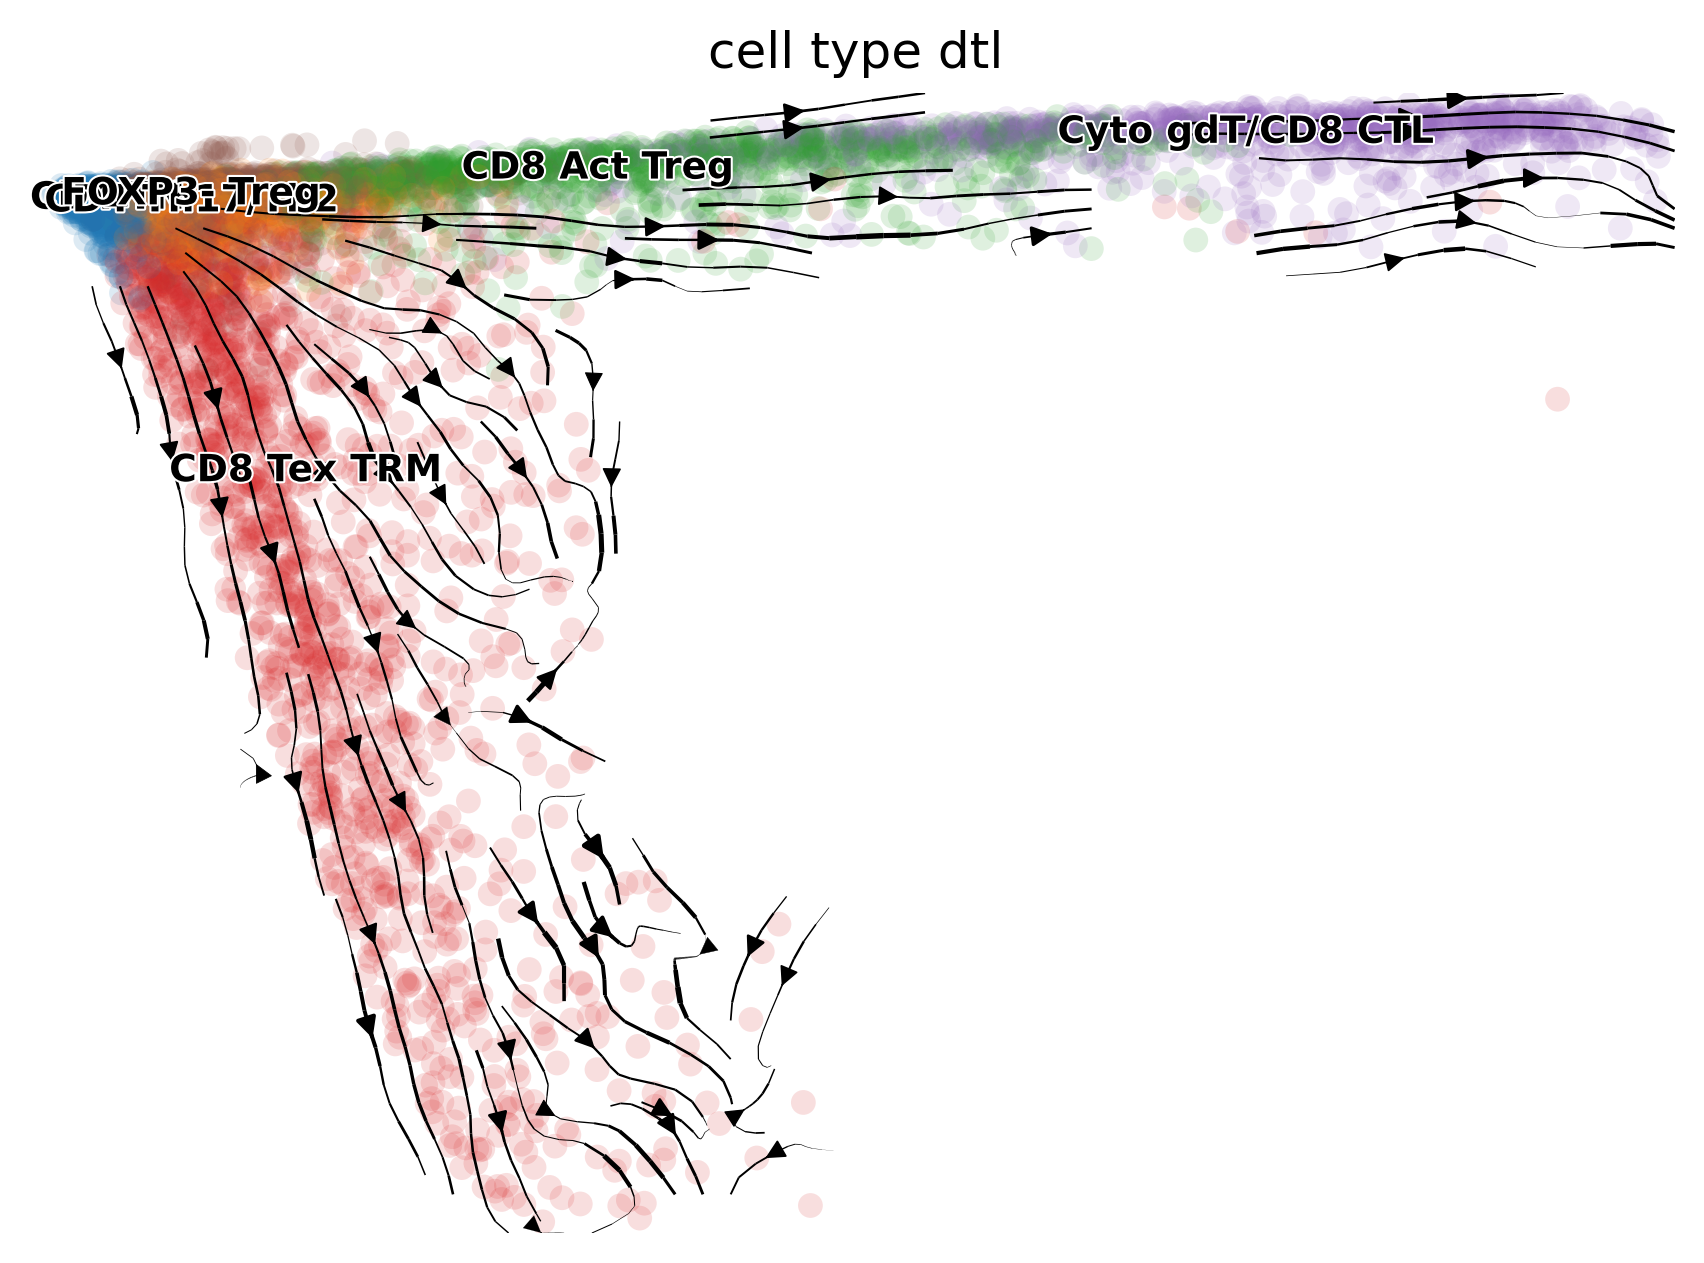 cell type dtl
Cyto gdT/CD8 CTL
CD8 Act Treg
FOXP3- Treg
CD8 Tex TRM